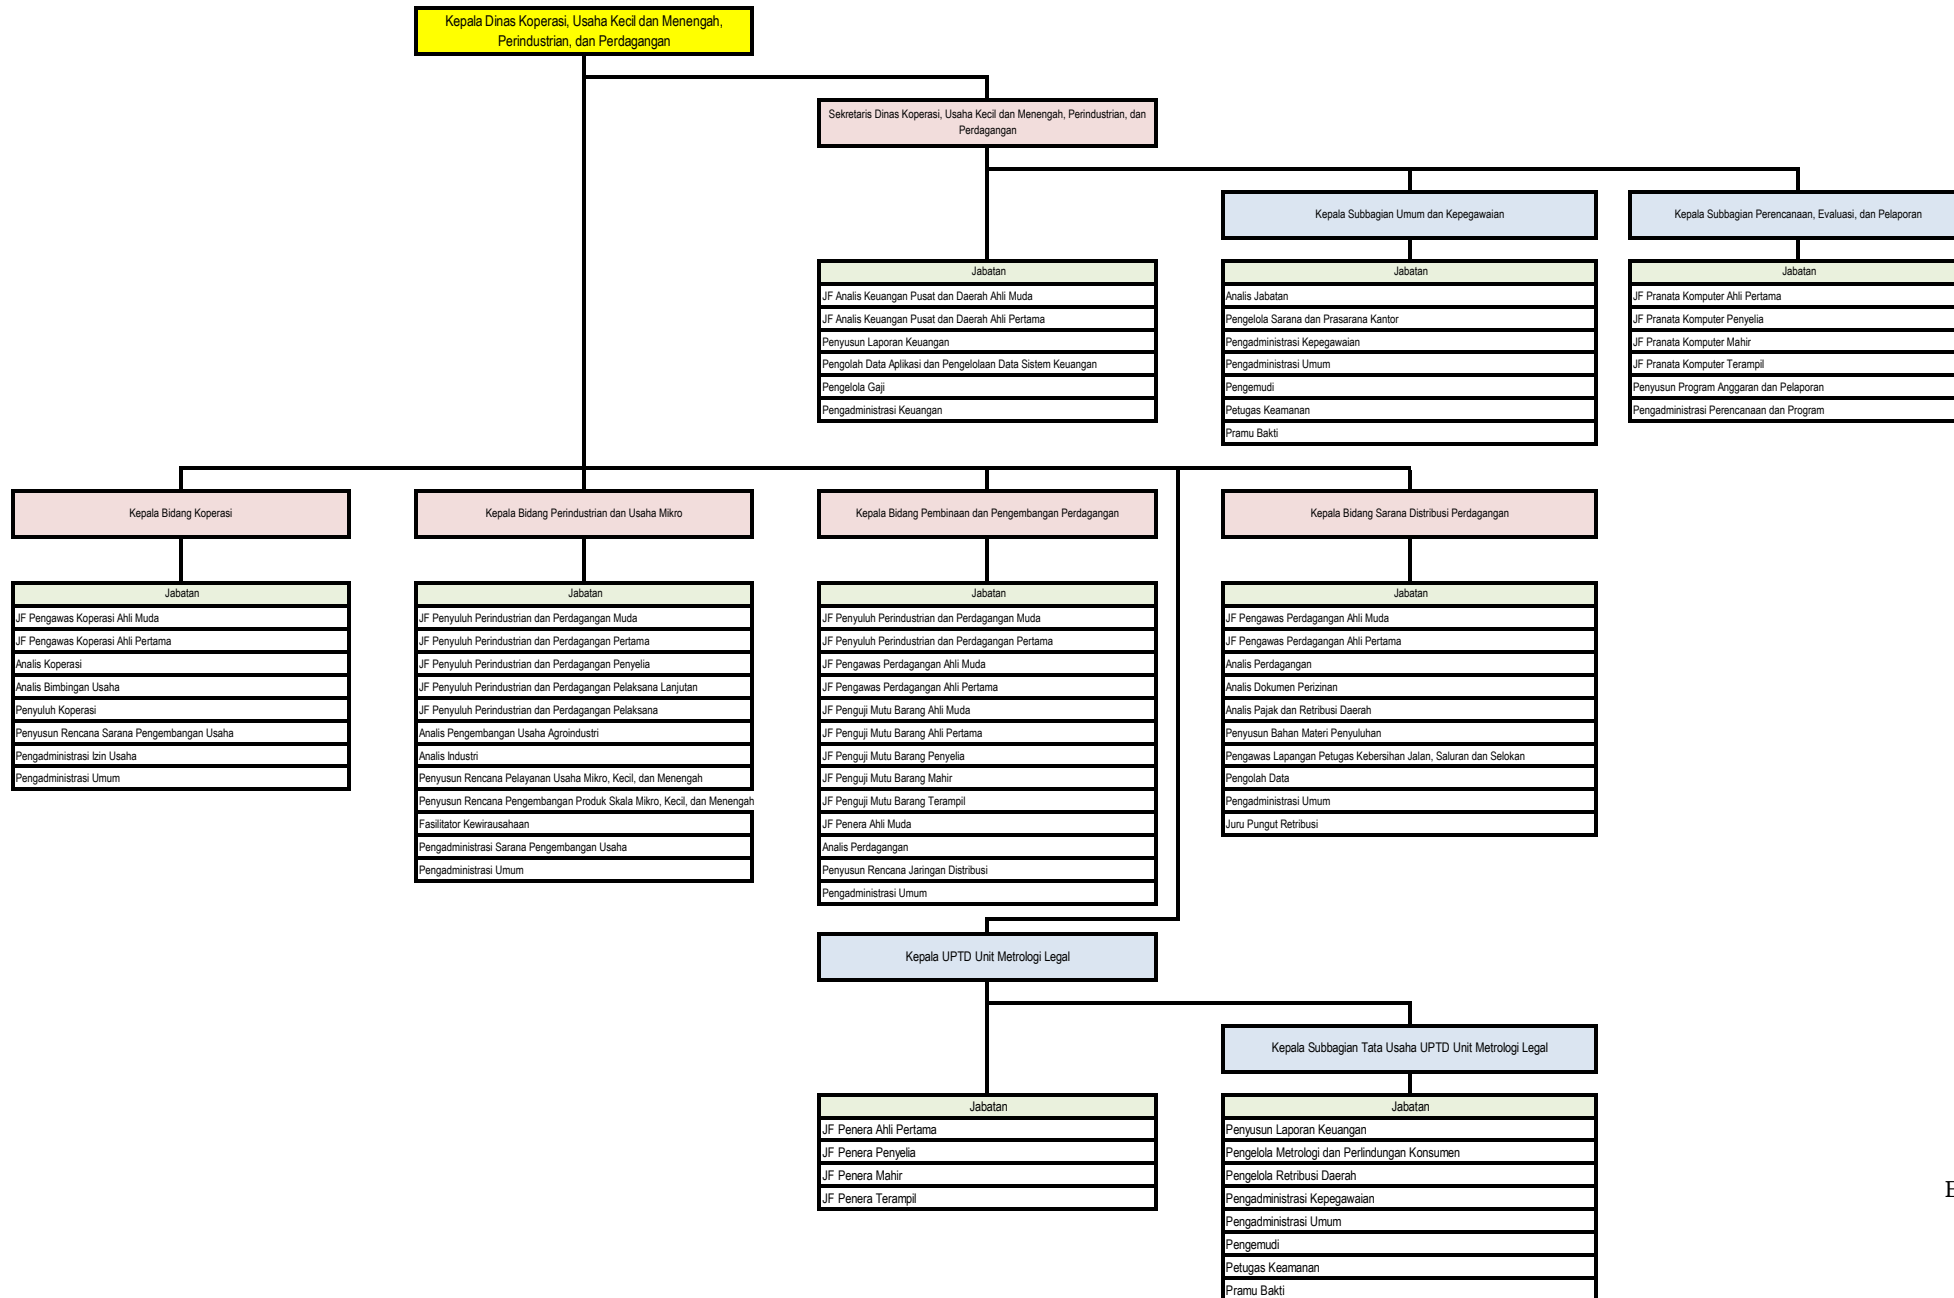 Kepala Dinas Koperasi, Usaha Kecil dan Menengah,
Perindustrian, dan Perdagangan
Sekretaris Dinas Koperasi, Usaha Kecil dan Menengah, Perindustrian, dan
Perdagangan
Kepala Subbagian Umum dan Kepegawaian
Kepala Subbagian Perencanaan, Evaluasi, dan Pelaporan
Jabatan
JF Analis Keuangan Pusat dan Daerah Ahli Muda
JF Analis Keuangan Pusat dan Daerah Ahli Pertama
Penyusun Laporan Keuangan
Pengolah Data Aplikasi dan Pengelolaan Data Sistem Keuangan
Pengelola Gaji
Pengadministrasi Keuangan
Jabatan
Analis Jabatan
Pengelola Sarana dan Prasarana Kantor
Pengadministrasi Kepegawaian
Pengadministrasi Umum
Pengemudi
Petugas Keamanan
Pramu Bakti
Jabatan
JF Pranata Komputer Ahli Pertama
JF Pranata Komputer Penyelia
JF Pranata Komputer Mahir
JF Pranata Komputer Terampil
Penyusun Program Anggaran dan Pelaporan
Pengadministrasi Perencanaan dan Program
Kepala Bidang Koperasi
Kepala Bidang Perindustrian dan Usaha Mikro
Kepala Bidang Pembinaan dan Pengembangan Perdagangan
Kepala Bidang Sarana Distribusi Perdagangan
Jabatan
JF Pengawas Koperasi Ahli Muda
JF Pengawas Koperasi Ahli Pertama
Analis Koperasi
Analis Bimbingan Usaha
Penyuluh Koperasi
Penyusun Rencana Sarana Pengembangan Usaha
Pengadministrasi Izin Usaha
Pengadministrasi Umum
Jabatan
JF Penyuluh Perindustrian dan Perdagangan Muda
JF Penyuluh Perindustrian dan Perdagangan Pertama
JF Penyuluh Perindustrian dan Perdagangan Penyelia
JF Penyuluh Perindustrian dan Perdagangan Pelaksana Lanjutan
JF Penyuluh Perindustrian dan Perdagangan Pelaksana
Analis Pengembangan Usaha Agroindustri
Analis Industri
Penyusun Rencana Pelayanan Usaha Mikro, Kecil, dan Menengah
Penyusun Rencana Pengembangan Produk Skala Mikro, Kecil, dan Menengah
Fasilitator Kewirausahaan
Pengadministrasi Sarana Pengembangan Usaha
Pengadministrasi Umum
Jabatan
JF Penyuluh Perindustrian dan Perdagangan Muda
JF Penyuluh Perindustrian dan Perdagangan Pertama
JF Pengawas Perdagangan Ahli Muda
JF Pengawas Perdagangan Ahli Pertama
JF Penguji Mutu Barang Ahli Muda
JF Penguji Mutu Barang Ahli Pertama
JF Penguji Mutu Barang Penyelia
JF Penguji Mutu Barang Mahir
JF Penguji Mutu Barang Terampil
JF Penera Ahli Muda
Analis Perdagangan
Penyusun Rencana Jaringan Distribusi
Pengadministrasi Umum
Jabatan
JF Pengawas Perdagangan Ahli Muda
JF Pengawas Perdagangan Ahli Pertama
Analis Perdagangan
Analis Dokumen Perizinan
Analis Pajak dan Retribusi Daerah
Penyusun Bahan Materi Penyuluhan
Pengawas Lapangan Petugas Kebersihan Jalan, Saluran dan Selokan
Pengolah Data
Pengadministrasi Umum
Juru Pungut Retribusi
Kepala UPTD Unit Metrologi Legal
Kepala Subbagian Tata Usaha UPTD Unit Metrologi Legal
Jabatan
JF Penera Ahli Pertama
JF Penera Penyelia
JF Penera Mahir
JF Penera Terampil
Jabatan
Penyusun Laporan Keuangan
Pengelola Metrologi dan Perlindungan Konsumen
Pengelola Retribusi Daerah
Pengadministrasi Kepegawaian
Pengadministrasi Umum
Pengemudi
Petugas Keamanan
Pramu Bakti